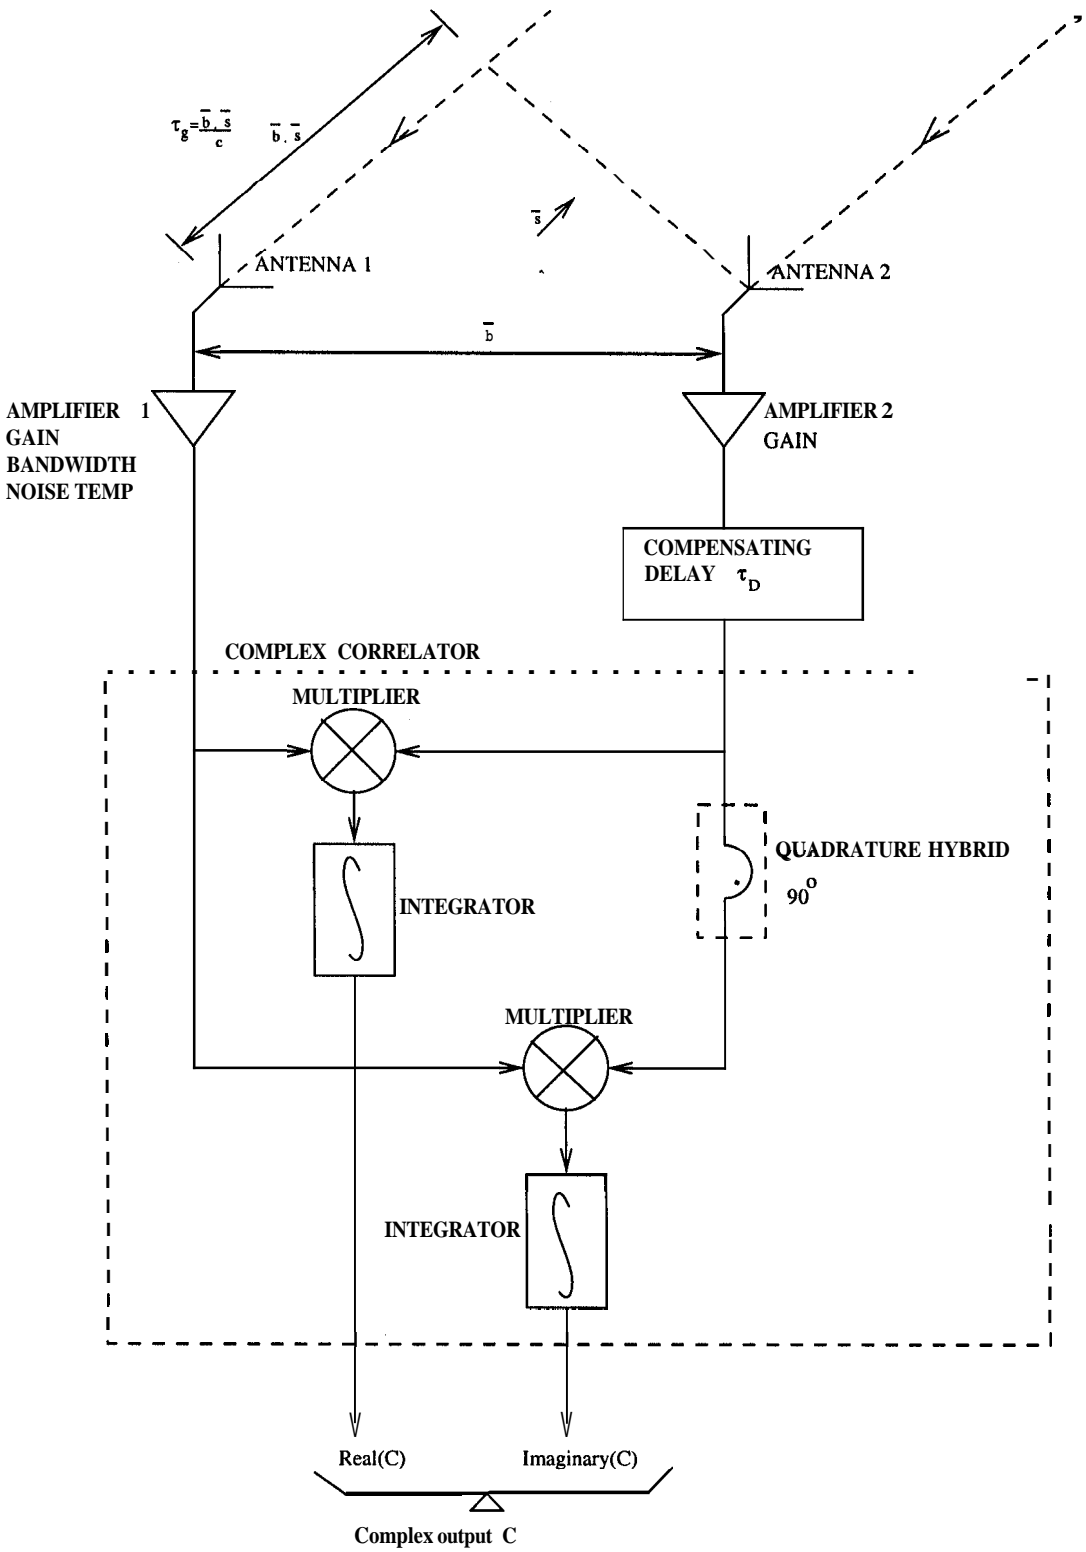 τg = b̅ . s̅ / c
b̅ . s̅
s̅
ANTENNA 1
ANTENNA 2
b̅
AMPLIFIER 1
GAIN
BANDWIDTH
NOISE TEMP
AMPLIFIER 2
GAIN
COMPENSATING
DELAY τD
COMPLEX CORRELATOR
MULTIPLIER
QUADRATURE HYBRID
90°
INTEGRATOR
MULTIPLIER
INTEGRATOR
Real(C)
Imaginary(C)
Complex output C